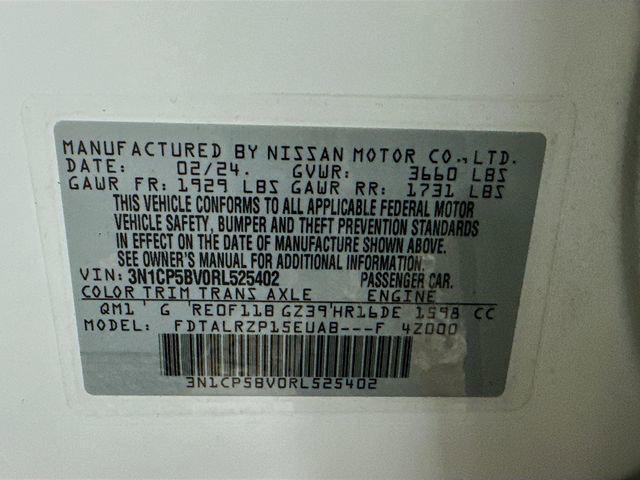 MANUFACTURED BY NISSAN MOTOR CO., LTD.
DATE: 02/24. GVWR: 3660 LBS
GAWR FR: 1929 LBS GAWR RR: 1731 LBS
THIS VEHICLE CONFORMS TO ALL APPLICABLE FEDERAL MOTOR
VEHICLE SAFETY, BUMPER AND THEFT PREVENTION STANDARDS
IN EFFECT ON THE DATE OF MANUFACTURE SHOWN ABOVE.
SEE OWNER'S MANUAL FOR ADDITIONAL INFORMATION.
VIN: 3N1CP5BV0RL525402 PASSENGER CAR.
COLOR TRIM TRANS AXLE ENGINE
QM1 G RE0F11B GZ39 HR16DE 1598 CC
MODEL: FDTALRZP15EUAB---F 4Z000
3N1CP5BV0RL525402